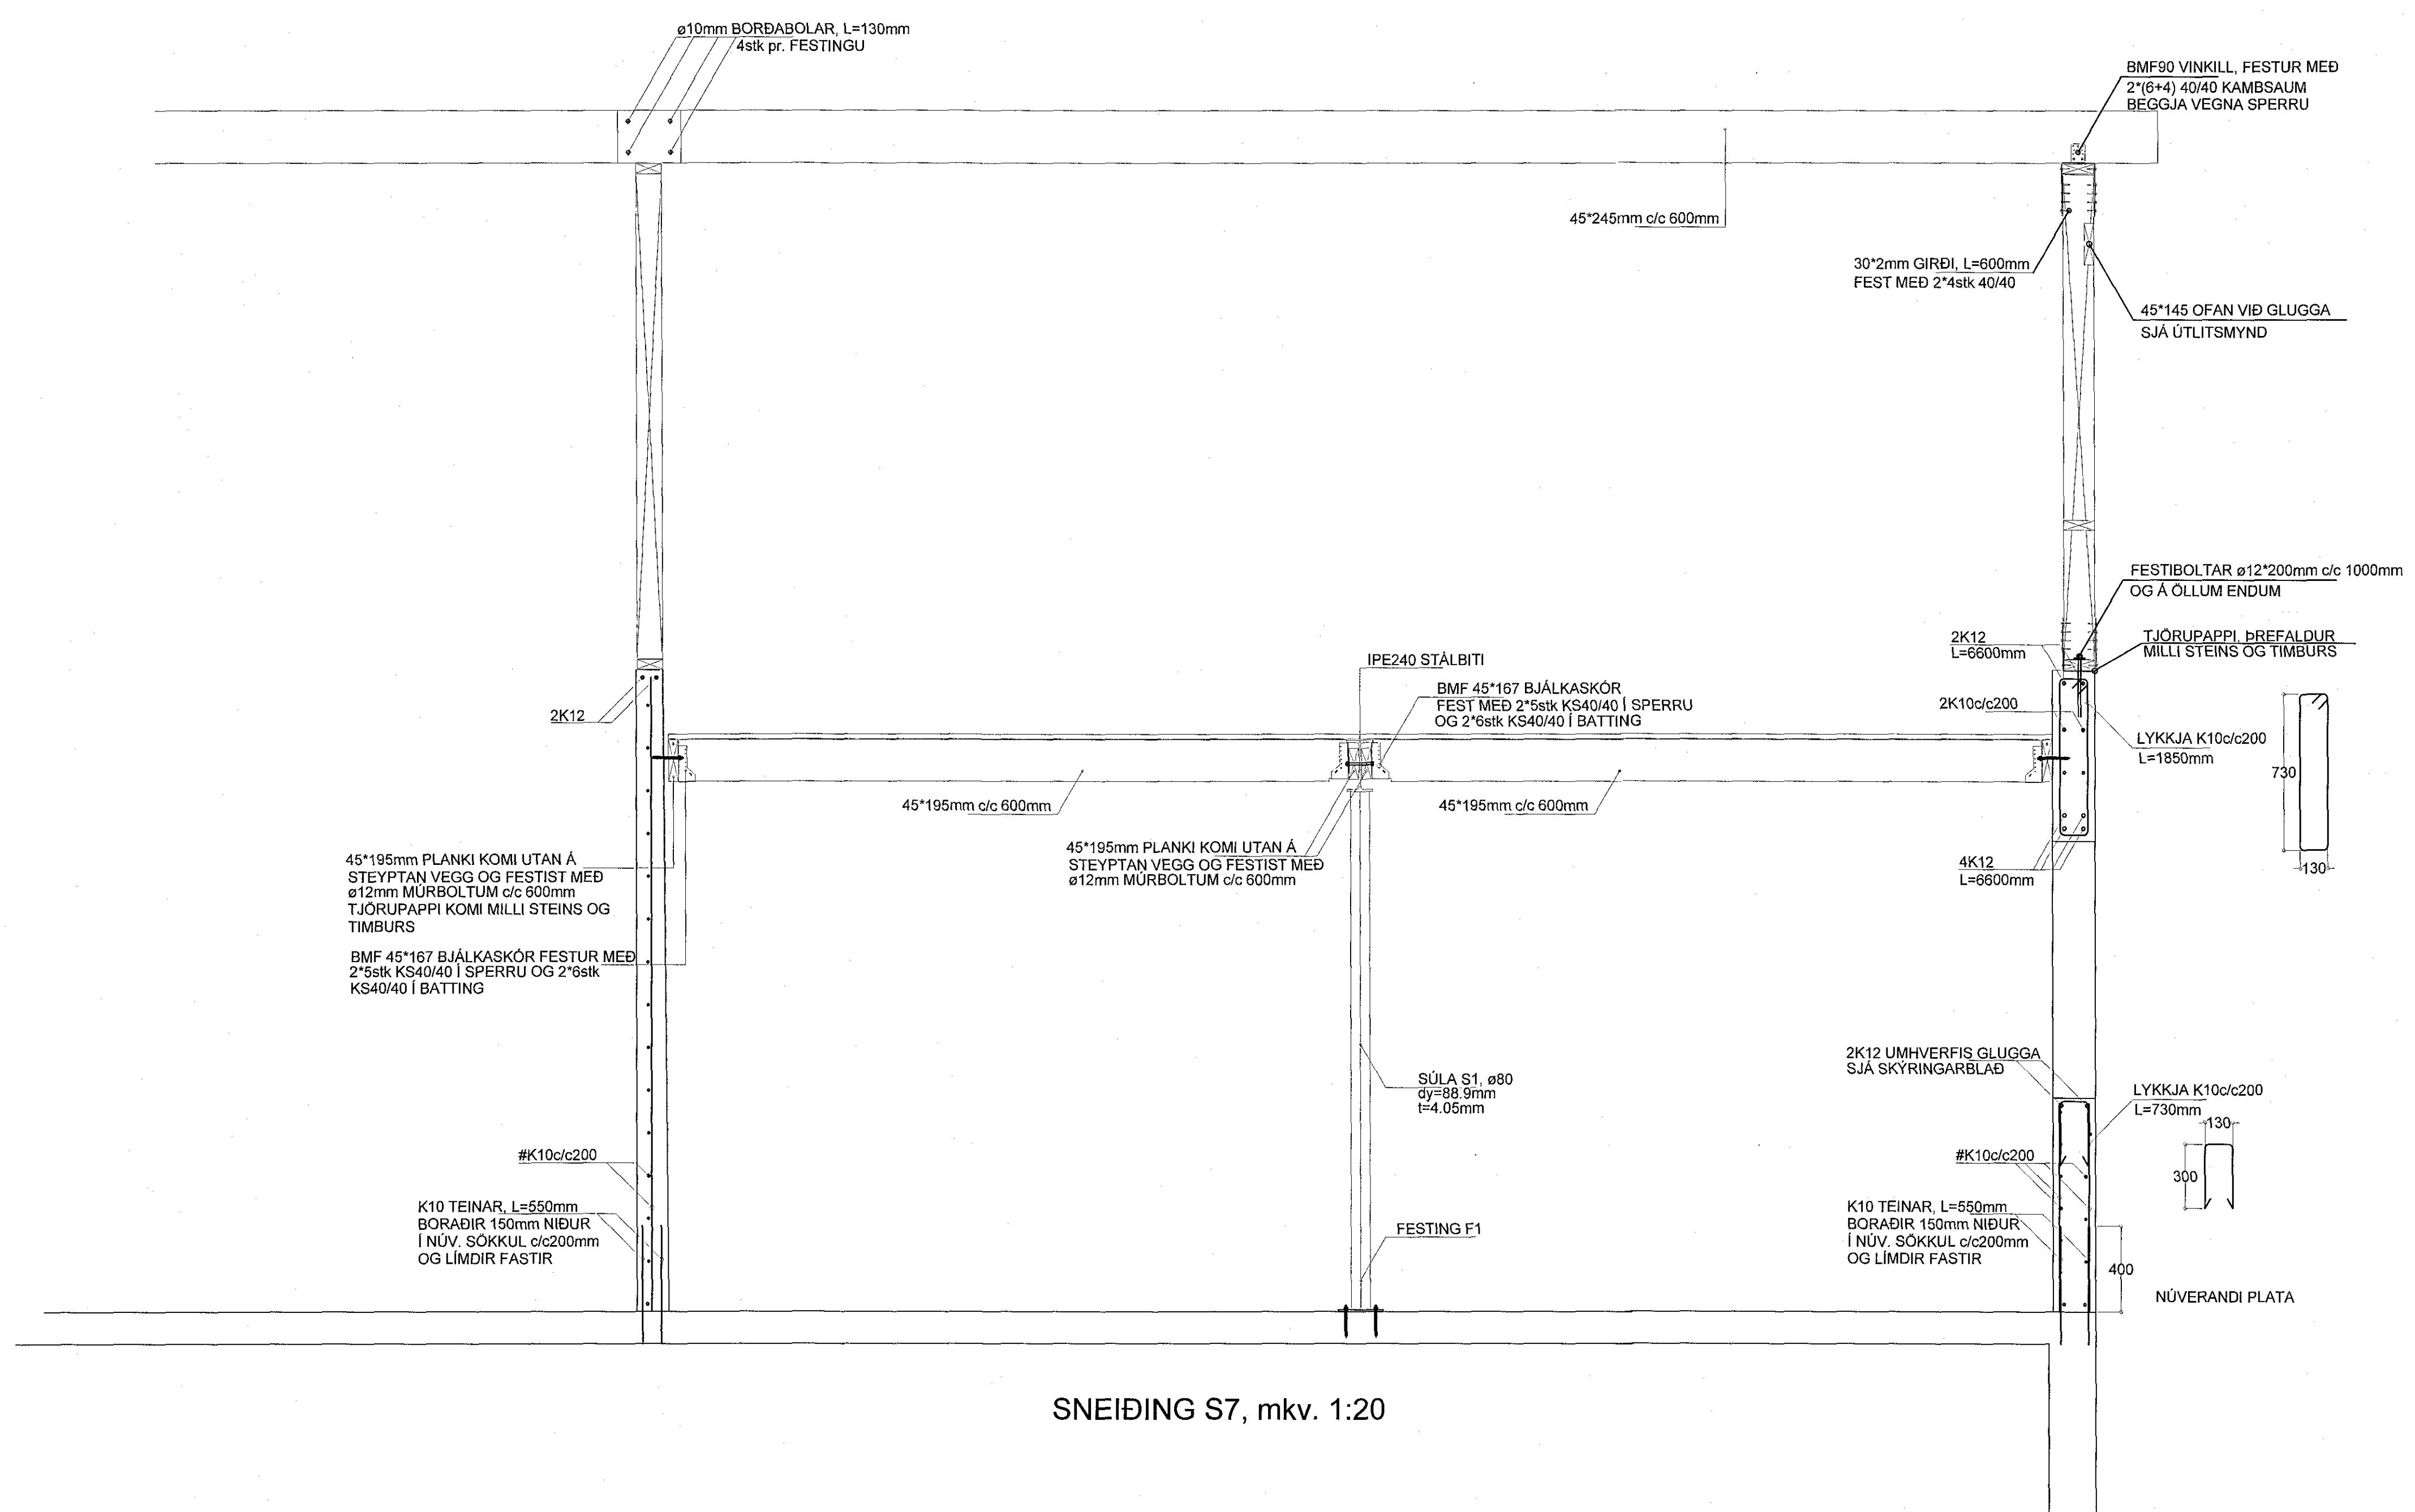 ø10mm BORÐABOLAR, L=130mm
4stk pr. FESTINGU
BMF90 VINKILL, FESTUR MEÐ
2*(6+4) 40/40 KAMBSAUM
BEGGJA VEGNA SPERRU
45*245mm c/c 600mm
30*2mm GIRÐI, L=600mm
FEST MEÐ 2*4stk 40/40
45*145 OFAN VIÐ GLUGGA
SJÁ ÚTLITSMYND
FESTIBOLTAR ø12*200mm c/c 1000mm
OG Á ÖLLUM ENDUM
2K12
L=6600mm
TJÖRUPAPPI, ÞREFALDUR
MILLI STEINS OG TIMBURS
IPE240 STÁLBITI
BMF 45*167 BJÁLKASKÓR
FEST MEÐ 2*5stk KS40/40 Í SPERRU
OG 2*6stk KS40/40 Í BATTING
2K12
2K10c/c200
LYKKJA K10c/c200
L=1850mm
730
130
45*195mm c/c 600mm
45*195mm c/c 600mm
45*195mm PLANKI KOMI UTAN Á
STEYPTAN VEGG OG FESTIST MEÐ
ø12mm MÚRBOLTUM c/c 600mm
TJÖRUPAPPI KOMI MILLI STEINS OG
TIMBURS
45*195mm PLANKI KOMI UTAN Á
STEYPTAN VEGG OG FESTIST MEÐ
ø12mm MÚRBOLTUM c/c 600mm
4K12
L=6600mm
BMF 45*167 BJÁLKASKÓR FESTUR MEÐ
2*5stk KS40/40 Í SPERRU OG 2*6stk
KS40/40 Í BATTING
SÚLA S1, ø80
dy=88.9mm
t=4.05mm
2K12 UMHVERFIS GLUGGA
SJÁ SKÝRINGARBLAÐ
LYKKJA K10c/c200
L=730mm
130
300
#K10c/c200
#K10c/c200
K10 TEINAR, L=550mm
BORAÐIR 150mm NIÐUR
Í NÚV. SÖKKUL c/c200mm
OG LÍMDIR FASTIR
FESTING F1
K10 TEINAR, L=550mm
BORAÐIR 150mm NIÐUR
Í NÚV. SÖKKUL c/c200mm
OG LÍMDIR FASTIR
400
NÚVERANDI PLATA
SNEIÐING S7, mkv. 1:20